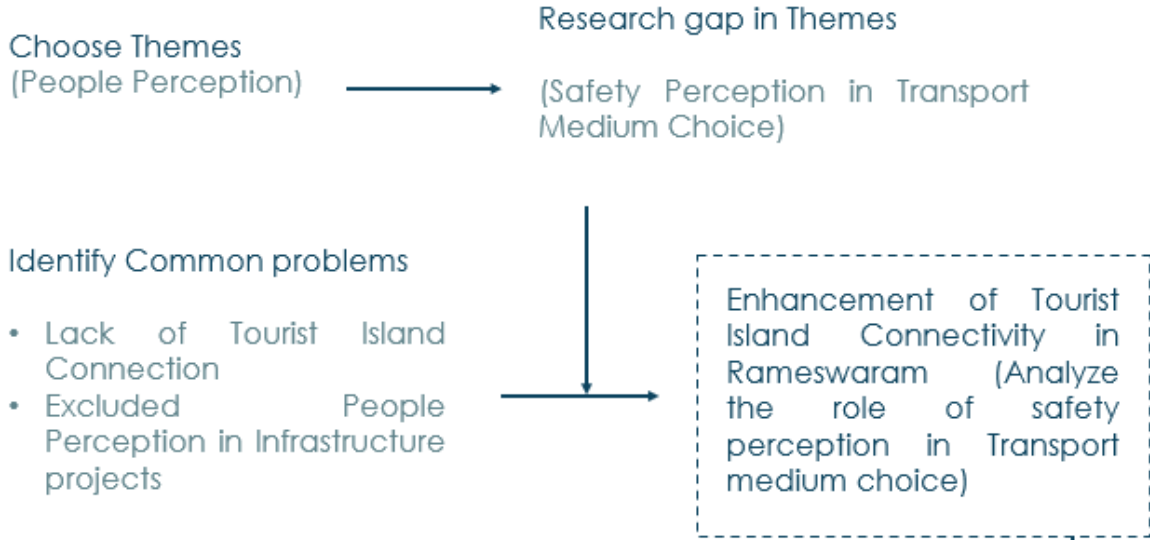 Choose Themes
(People Perception)
Research gap in Themes
(Safety Perception in Transport
Medium Choice)
Identify Common problems
• Lack of Tourist Island
Connection
• Excluded People
Perception in Infrastructure
projects
Enhancement of Tourist
Island Connectivity in
Rameswaram (Analyze
the role of safety
perception in Transport
medium choice)